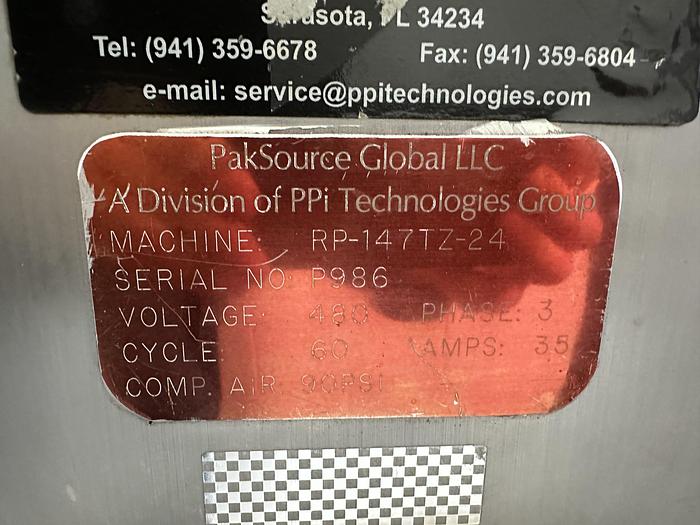 Sarasota, FL 34234
Tel: (941) 359-6678 Fax: (941) 359-6804
e-mail: service@ppitechnologies.com
PakSource Global LLC
A Division of PPi Technologies Group
MACHINE: RP-147TZ-24
SERIAL NO: P986
VOLTAGE: 480 PHASE: 3
CYCLE: 60 AMPS: 35
COMP. AIR: 90PSI